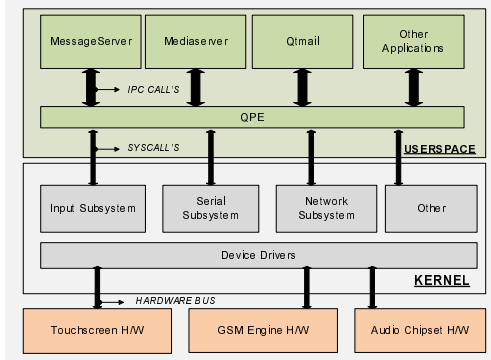 MessageServer
Mediaserver
Qtmail
Other
Applications
IPC CALL'S
QPE
SYSCALL'S
USERSPACE
Input Subsystem
Serial
Subsystem
Network
Subsystem
Other
Device Drivers
KERNEL
HARDWARE BUS
Touchscreen H/W
GSM Engine H/W
Audio Chipset H/W